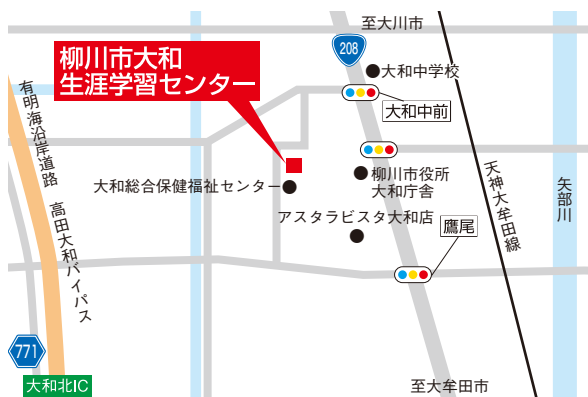 至大川市
208
柳川市大和
生涯学習センター
大和中学校
大和中前
有明海沿岸道路 高田大和バイパス
柳川市役所
大和庁舎
大和総合保健福祉センター
天神大牟田線
矢部川
アスタラビスタ大和店
鷹尾
771
大和北IC
至大牟田市